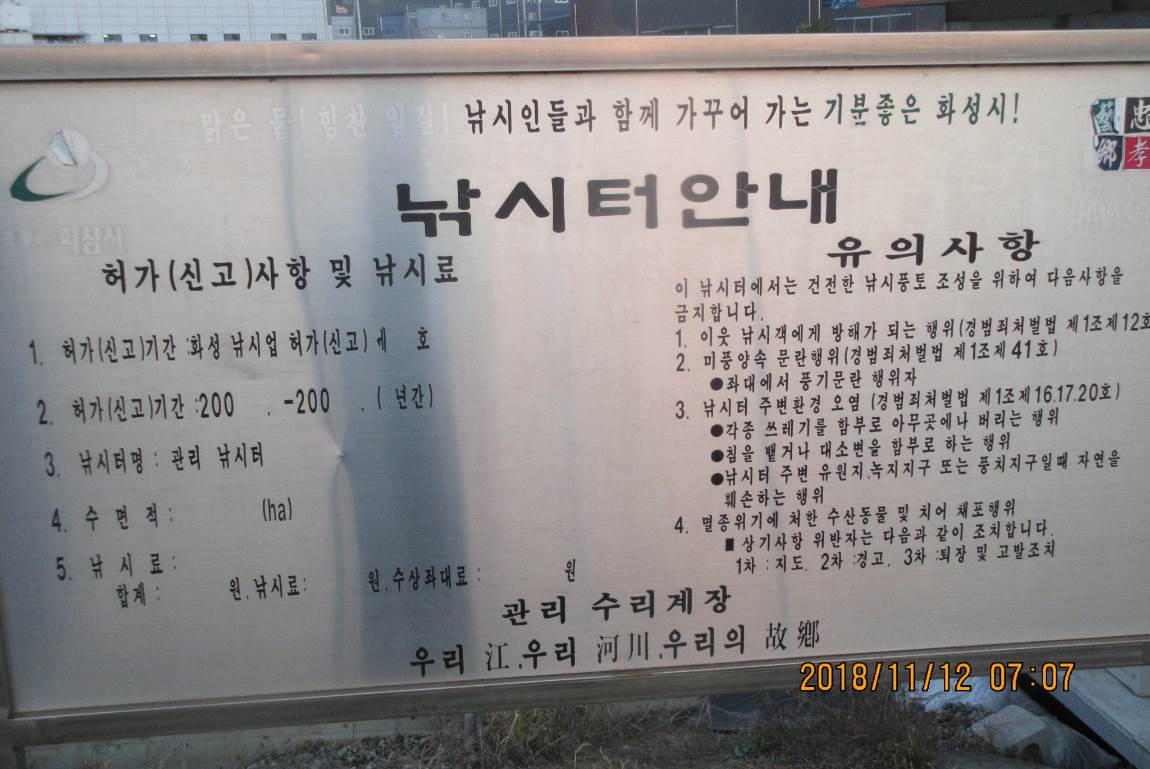 맑은 물! 힘찬 입질! 낚시인들과 함께 가꾸어 가는 기분좋은 화성시!
忠
鄕 孝
화성시
낚시터안내
허가(신고)사항 및 낚시료
1. 허가(신고)기간 :화성 낚시업 허가(신고) 제 호
2. 허가(신고)기간 :200 . -200 . ( 년간)
3. 낚시터명 : 관리 낚시터
4. 수 면 적 : (ha)
5. 낚 시 료 :
합계 : 원.낚시료: 원.수상좌대료 : 원
유의사항
이 낚시터에서는 건전한 낚시풍토 조성을 위하여 다음사항을
금지합니다.
1. 이웃 낚시객에게 방해가 되는 행위(경범죄처벌법 제1조제12호
2. 미풍양속 문란행위(경범죄처벌법 제1조제41호)
●좌대에서 풍기문란 행위자
3. 낚시터 주변환경 오염 (경범죄처벌법 제1조제16.17.20호)
●각종 쓰레기를 함부로 아무곳에나 버리는 행위
●침을 뱉거나 대소변을 함부로 하는 행위
●낚시터 주변 유원지.녹지지구 또는 풍치지구일때 자연을
훼손하는 행위
4. 멸종위기에 처한 수산동물 및 치어 채포행위
■ 상기사항 위반자는 다음과 같이 조치합니다.
1차 : 지도. 2차 :경고. 3차 :퇴장 및 고발조치
관리 수리계장
우리 江.우리 河川.우리의 故鄕
2018/11/12 07:07